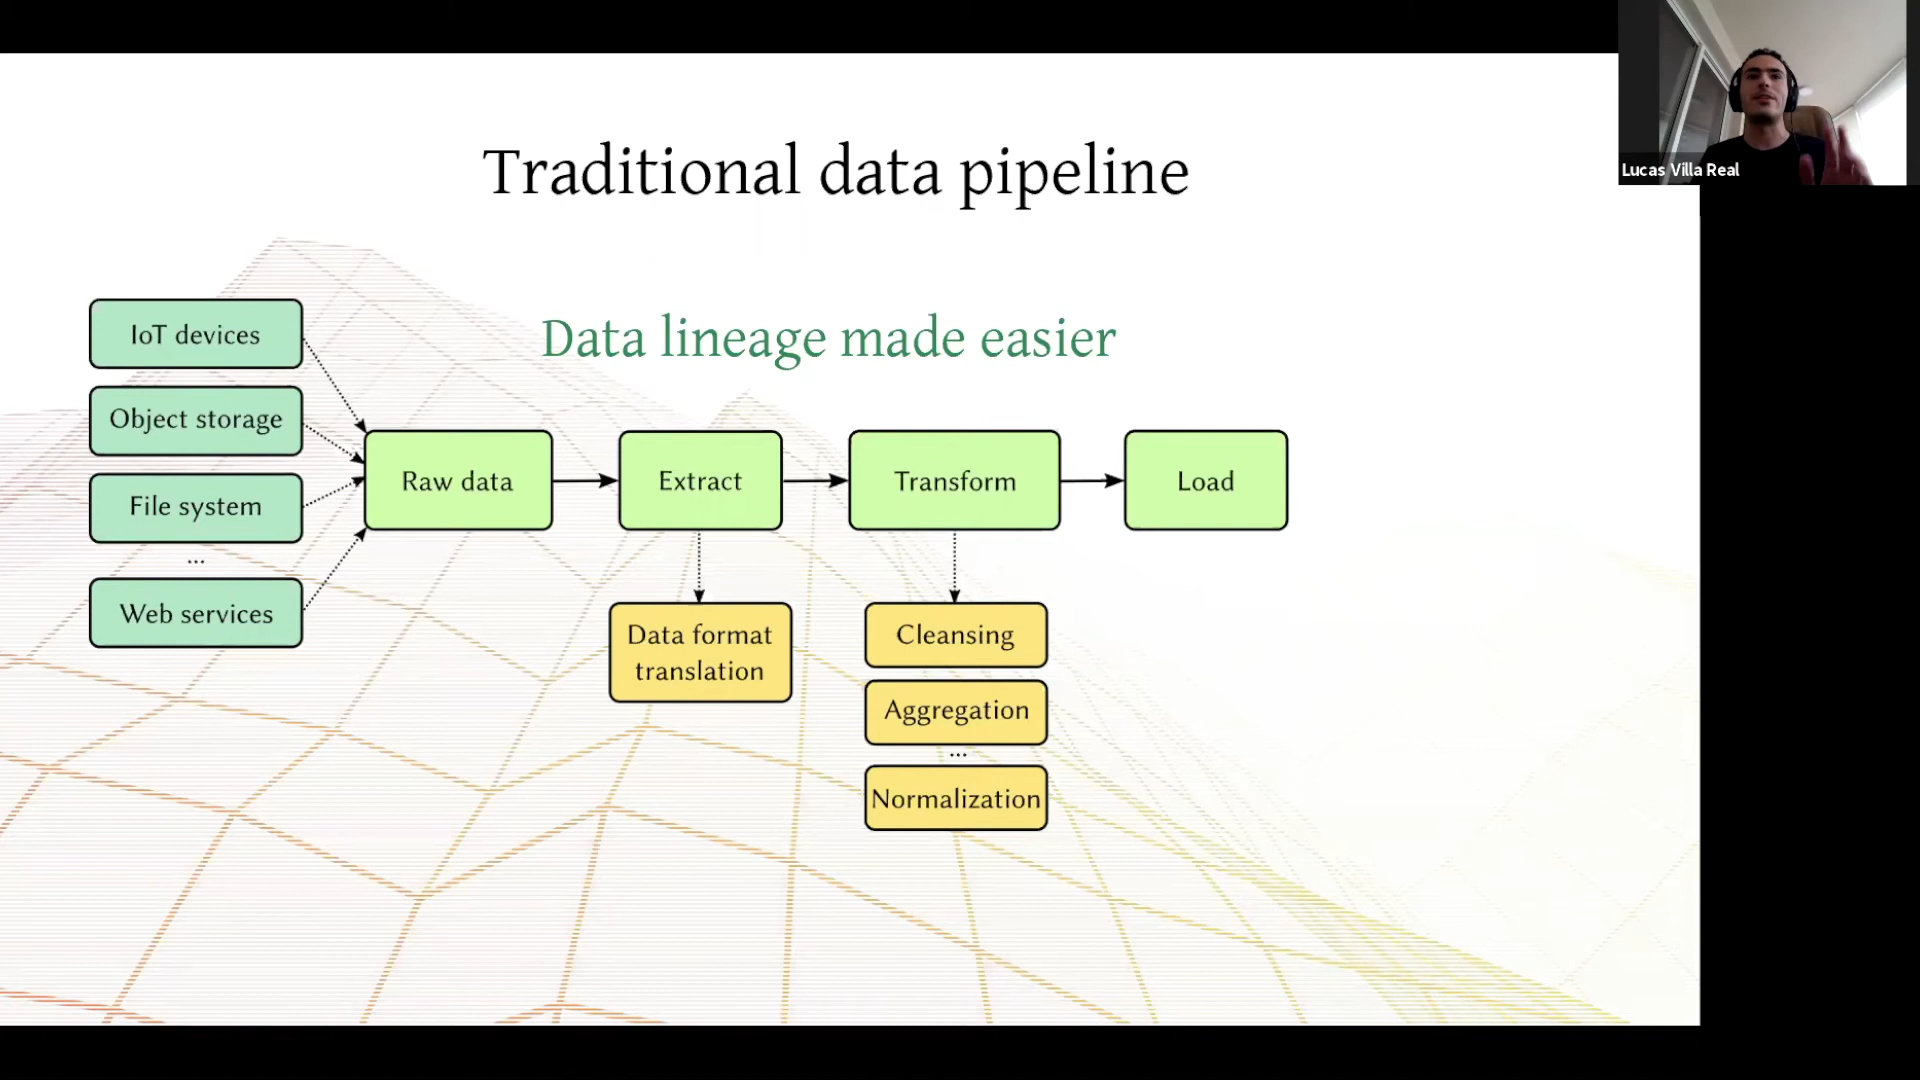 Traditional data pipeline
Data lineage made easier
IoT devices
Object storage
File system
...
Web services
Raw data
Extract
Transform
Load
Data format
translation
Cleansing
Aggregation
...
Normalization
Lucas Villa Real